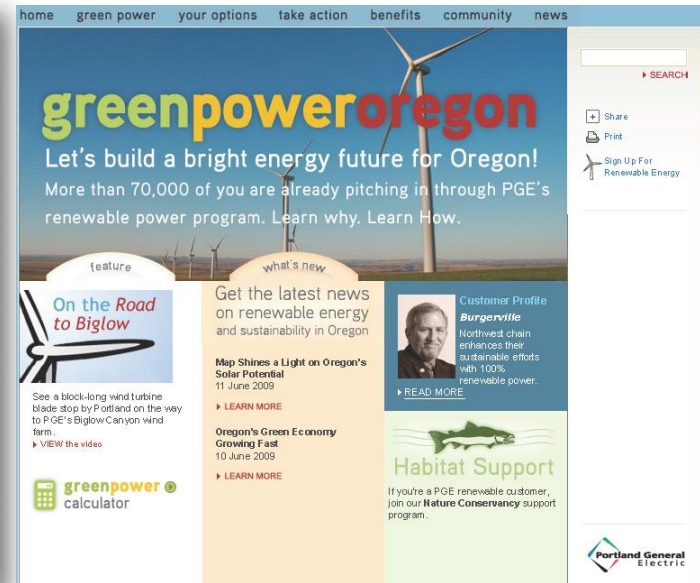 home green power your options take action benefits community news
greenpoweroregon
Let's build a bright energy future for Oregon!
More than 70,000 of you are already pitching in through PGE's
renewable power program. Learn why. Learn How.
SEARCH
Share
Print
Sign Up For
Renewable Energy
feature
On the Road
to Biglow
See a block-long wind turbine
blade stop by Portland on the way
to PGE's Biglow Canyon wind
farm.
VIEW the video
greenpower
calculator
what's new
Get the latest news
on renewable energy
and sustainability in Oregon
Map Shines a Light on Oregon's
Solar Potential
11 June 2009
LEARN MORE
Oregon's Green Economy
Growing Fast
10 June 2009
LEARN MORE
Customer Profile
Burgerville
Northwest chain
enhances their
sustainable efforts
with 100%
renewable power.
READ MORE
Habitat Support
If you're a PGE renewable customer,
join our Nature Conservancy support
program.
Portland General
Electric